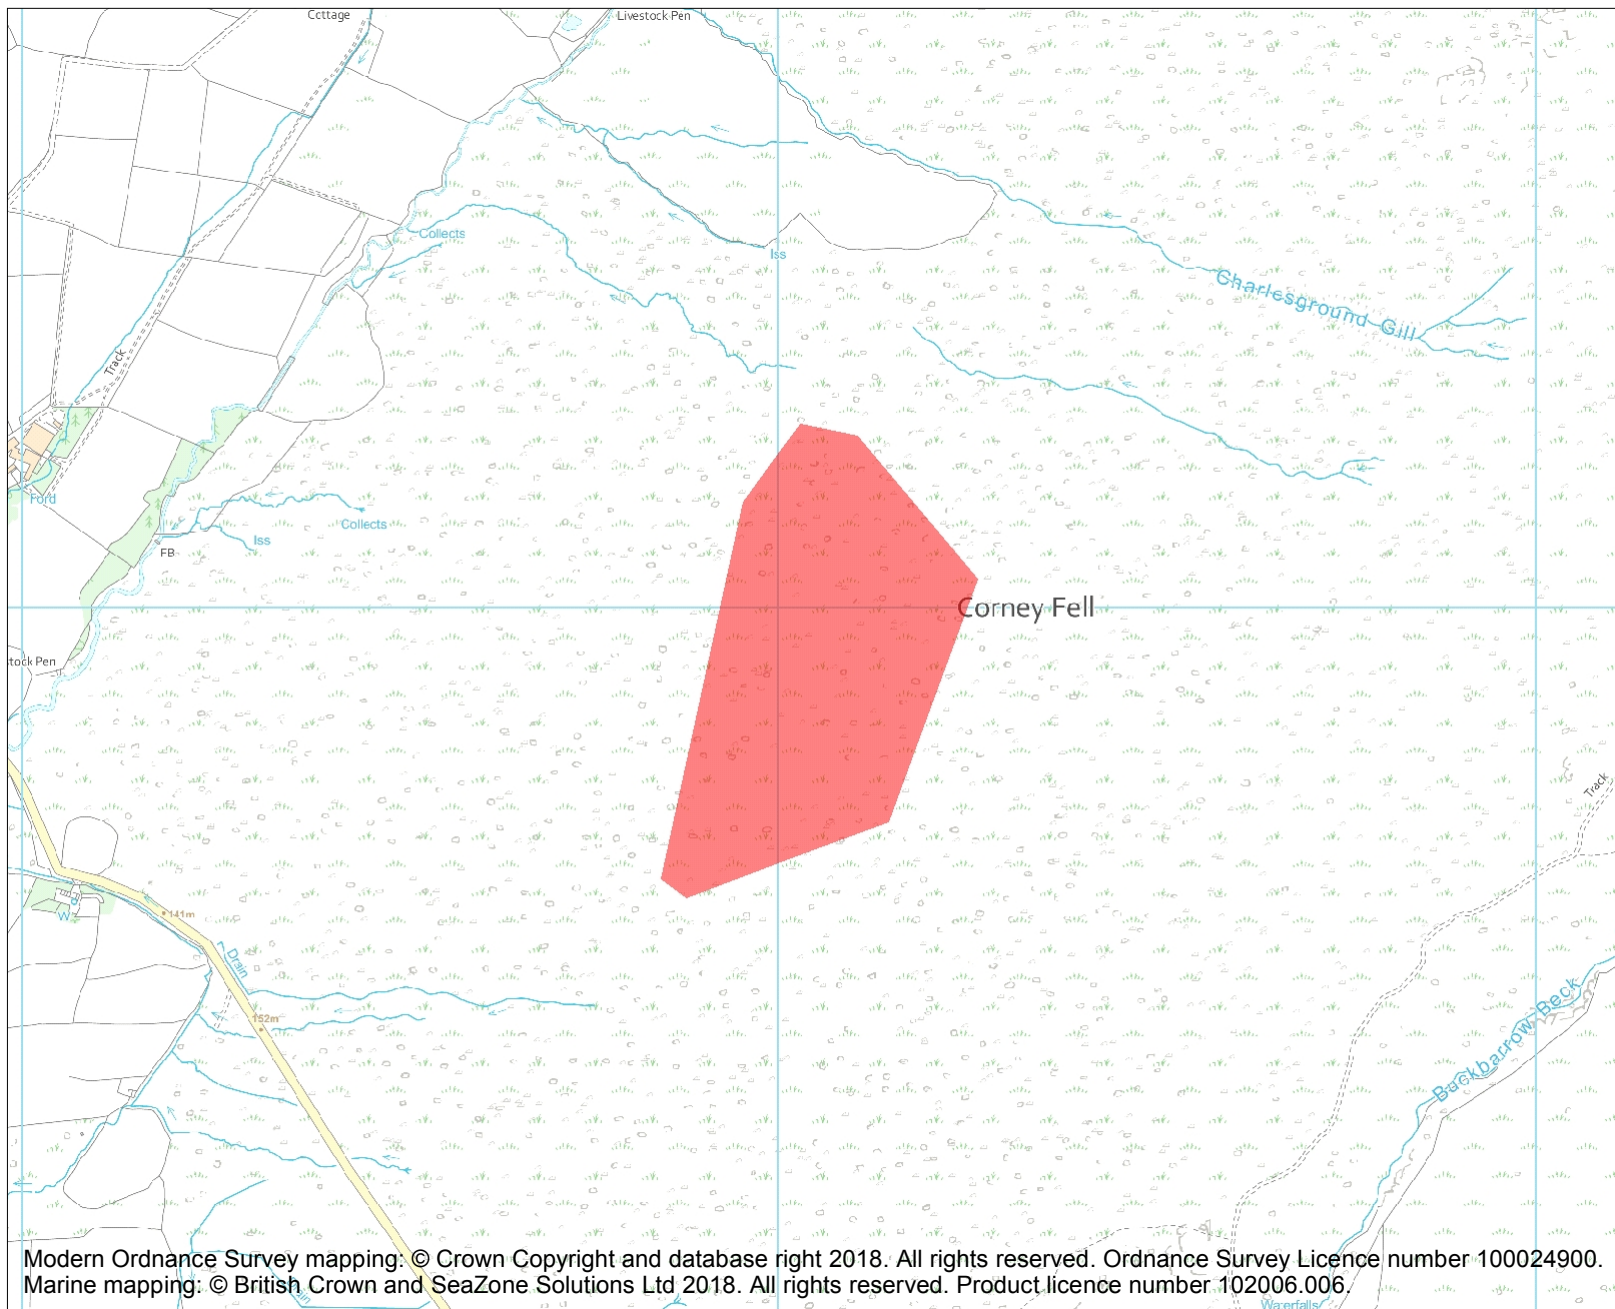 Ccttage
Livestock Pen
Collects
Iss
Charlesground Gill
Track
Ford
Collects
Iss
FB
Corney Fell
stock Pen
Track
W
141m
Drain
152m
Buckbarrow Beck
Modern Ordnance Survey mapping: © Crown Copyright and database right 2018. All rights reserved. Ordnance Survey Licence number 100024900.
Marine mapping: © British Crown and SeaZone Solutions Ltd 2018. All rights reserved. Product licence number 102006.006.
Waterfalls